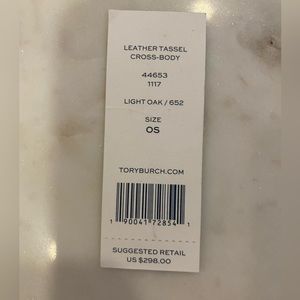 LEATHER TASSEL
CROSS-BODY
44653
1117
LIGHT OAK / 652
SIZE
OS
TORYBURCH.COM
1 90041 72854 1
SUGGESTED RETAIL
US $298.00